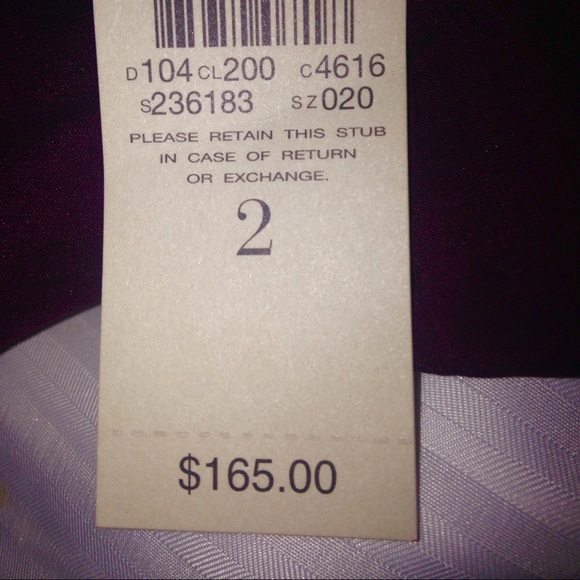 D104 CL200 C4616
S236183 SZ020
PLEASE RETAIN THIS STUB
IN CASE OF RETURN
OR EXCHANGE.
2
$165.00